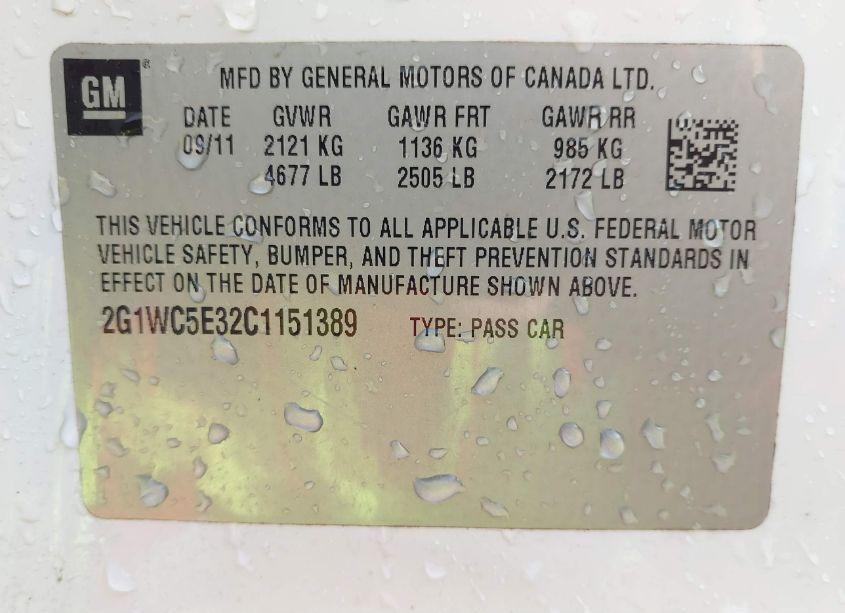 GM®
MFD BY GENERAL MOTORS OF CANADA LTD.
DATE GVWR GAWR FRT GAWR RR
09/11 2121 KG 1136 KG 985 KG
4677 LB 2505 LB 2172 LB
THIS VEHICLE CONFORMS TO ALL APPLICABLE U.S. FEDERAL MOTOR
VEHICLE SAFETY, BUMPER, AND THEFT PREVENTION STANDARDS IN
EFFECT ON THE DATE OF MANUFACTURE SHOWN ABOVE.
2G1WC5E32C1151389 TYPE: PASS CAR